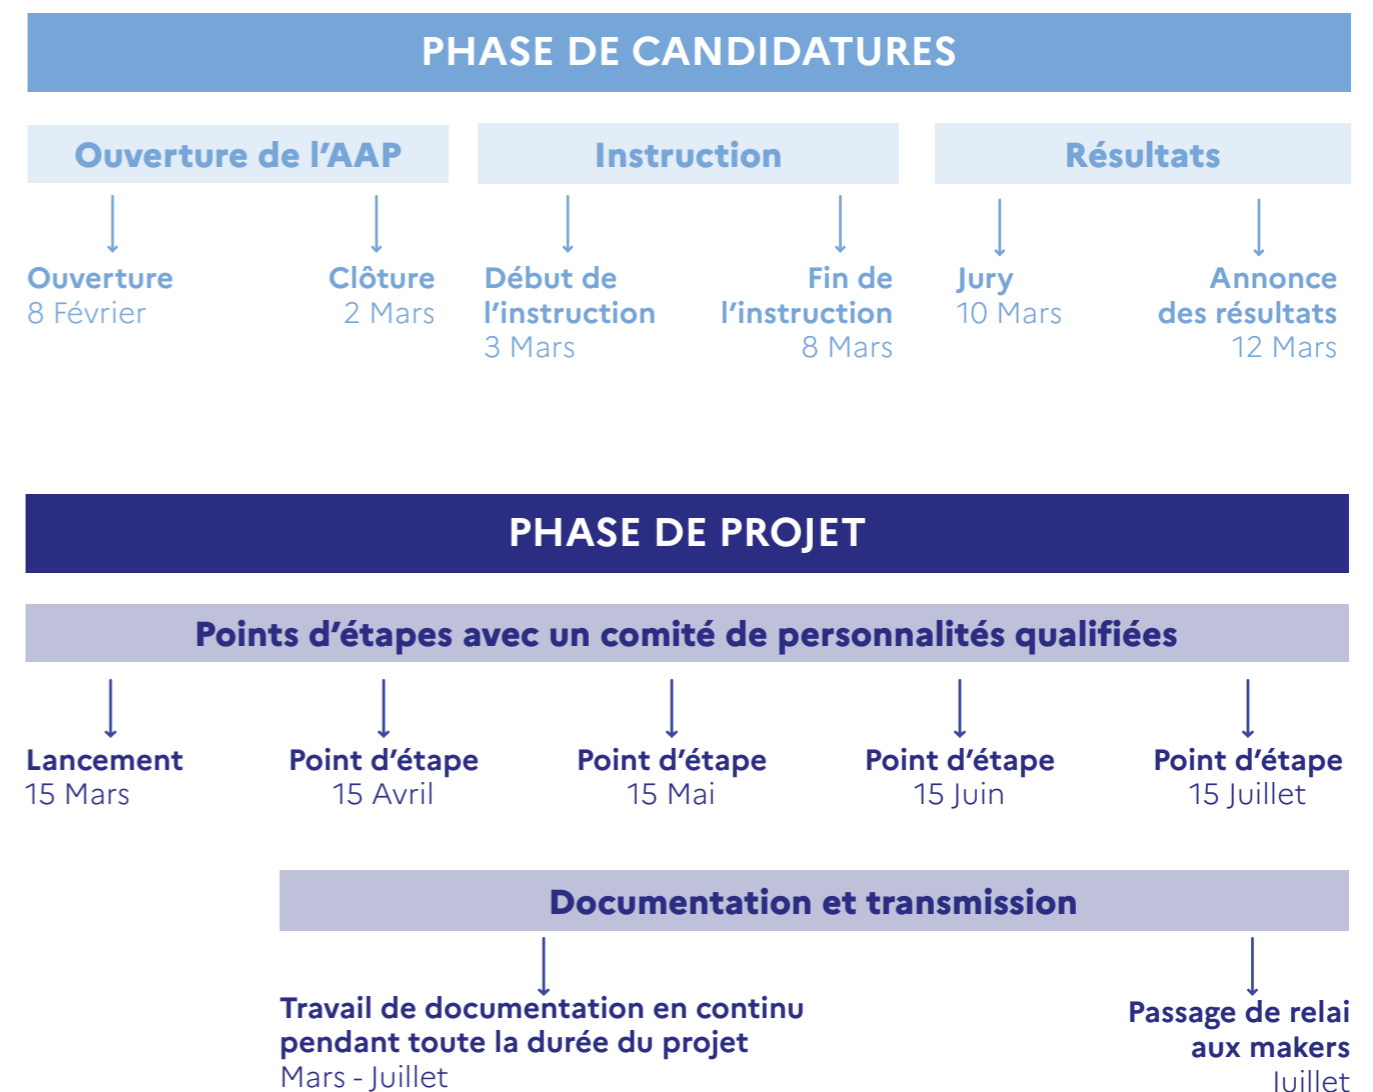 PHASE DE CANDIDATURES
Ouverture de l’AAP
Instruction
Résultats
Ouverture
8 Février
Clôture
2 Mars
Début de
l’instruction
3 Mars
Fin de
l’instruction
8 Mars
Jury
10 Mars
Annonce
des résultats
12 Mars
PHASE DE PROJET
Points d’étapes avec un comité de personnalités qualifiées
Lancement
15 Mars
Point d’étape
15 Avril
Point d’étape
15 Mai
Point d’étape
15 Juin
Point d’étape
15 Juillet
Documentation et transmission
Travail de documentation en continu
pendant toute la durée du projet
Mars - Juillet
Passage de relai
aux makers
Juillet